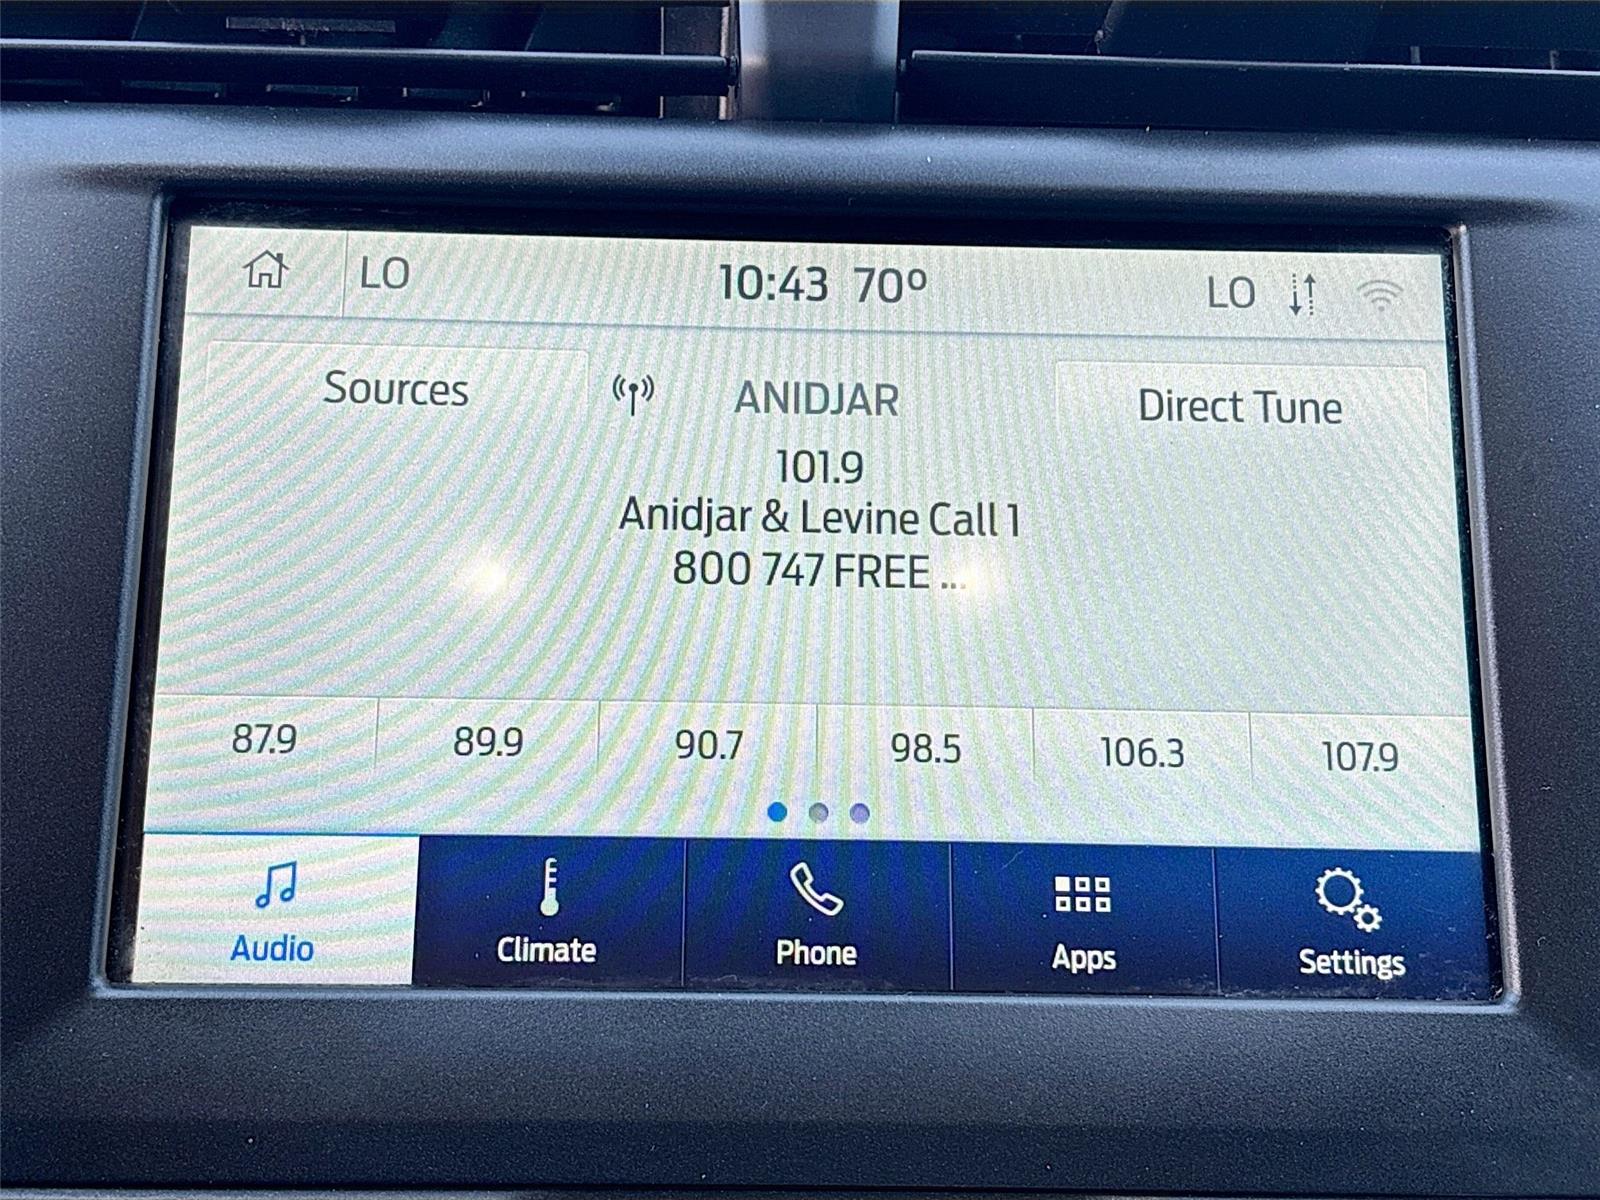 LO 10:43 70° LO
Sources ANIDJAR Direct Tune
101.9
Anidjar & Levine Call 1
800 747 FREE ...
87.9 89.9 90.7 98.5 106.3 107.9
Audio Climate Phone Apps Settings